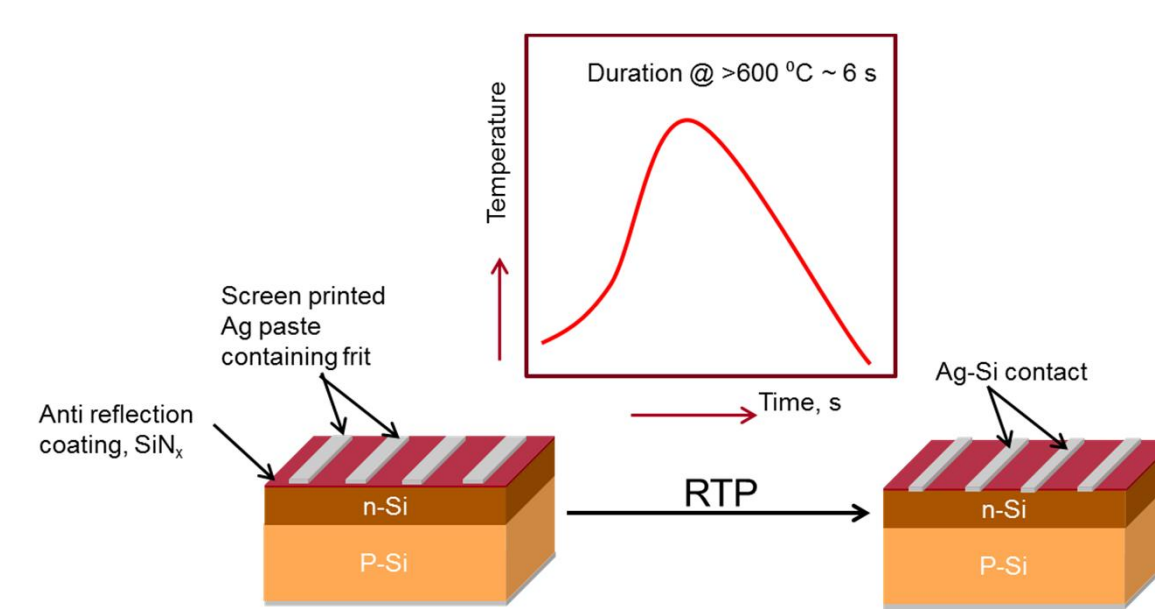 Duration @ >600 ⁰C ~ 6 s
Temperature
Time, s
Screen printed
Ag paste
containing frit
Anti reflection
coating, SiNₓ
n-Si
P-Si
RTP
Ag-Si contact
n-Si
P-Si